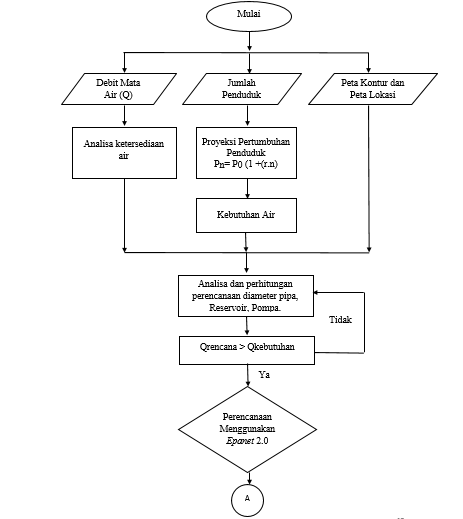 Mulai
Debit Mata
Air (Q)
Jumlah
Penduduk
Peta Kontur dan
Peta Lokasi
Analisa ketersediaan
air
Proyeksi Pertumbuhan
Penduduk
Pn= P0 (1 +(r.n)
Kebutuhan Air
Analisa dan perhitungan
perencanaan diameter pipa,
Reservoir, Pompa.
Tidak
Qrencana > Qkebutuhan
Ya
Perencanaan
Menggunakan
Epanet 2.0
A